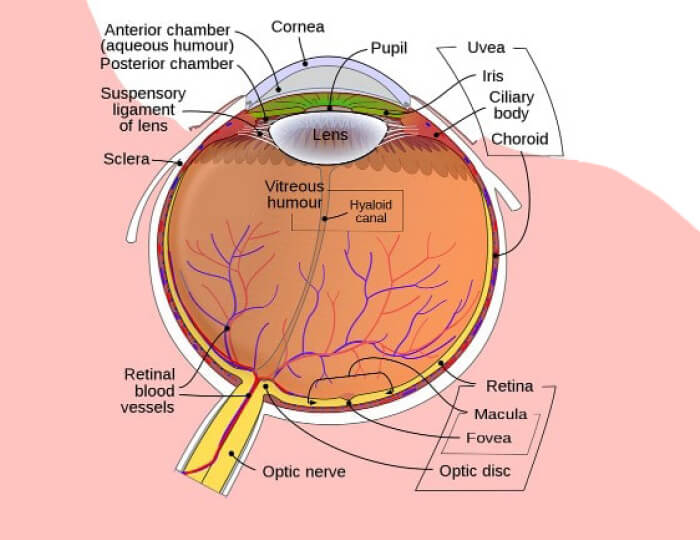 Cornea
Anterior chamber
(aqueous humour)
Posterior chamber
Pupil
Uvea
Iris
Suspensory
ligament
of lens
Ciliary
body
Lens
Choroid
Sclera
Vitreous
humour
Hyaloid
canal
Retinal
blood
vessels
Retina
Macula
Fovea
Optic nerve
Optic disc